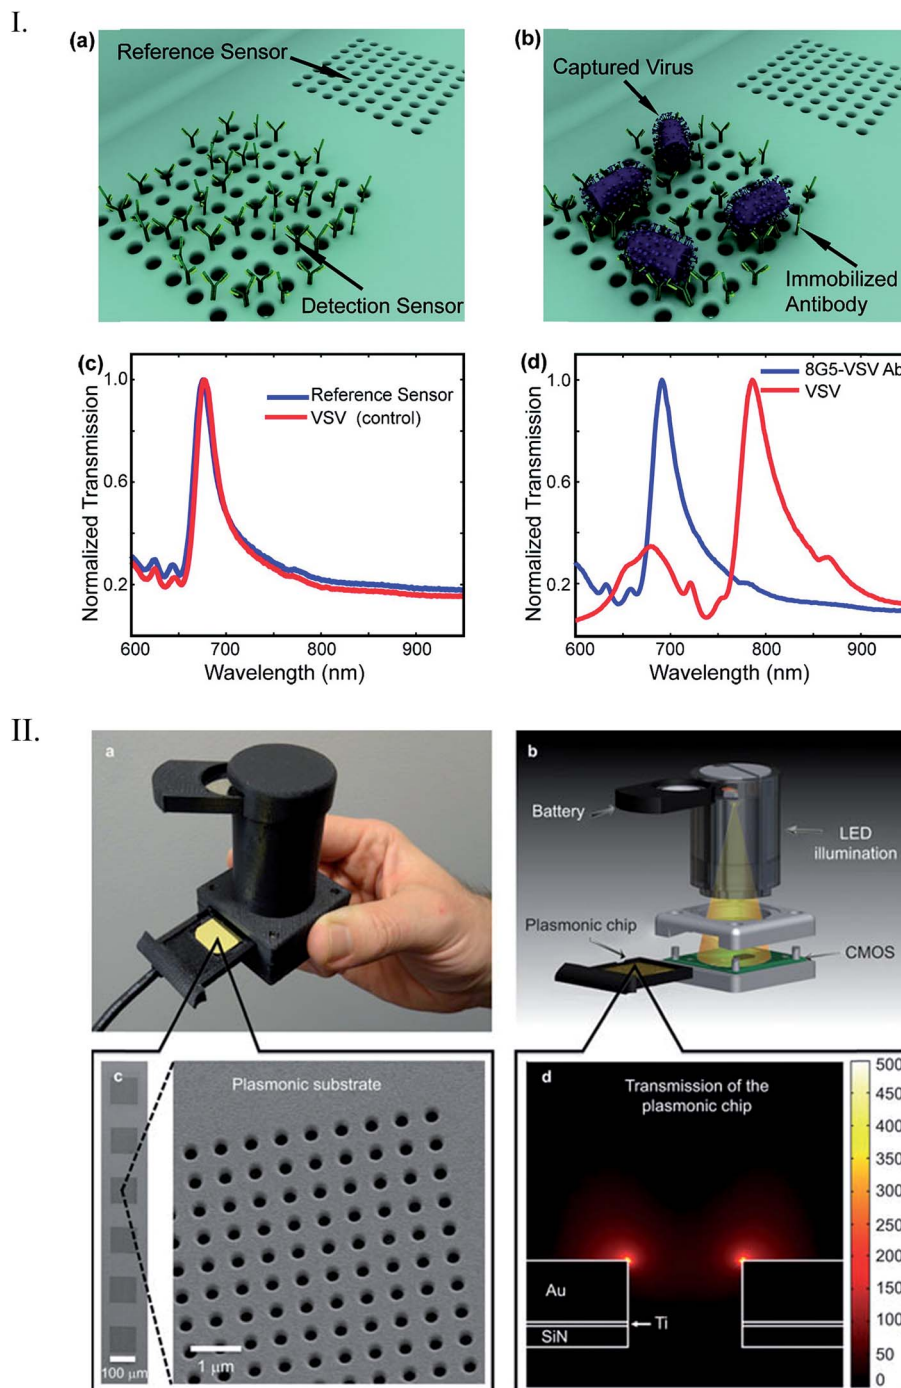 I.
(a)
Reference Sensor
Detection Sensor
(b)
Captured Virus
Immobilized
Antibody
(c)
Normalized Transmission
1.0
0.6
0.2
Reference Sensor
VSV (control)
600
700
800
900
Wavelength (nm)
(d)
Normalized Transmission
1.0
0.6
0.2
8G5-VSV Ab
VSV
600
700
800
900
Wavelength (nm)
II.
a
b
Battery
LED
illumination
Plasmonic chip
CMOS
c
Plasmonic substrate
100 μm
1 μm
d
Transmission of the
plasmonic chip
Au
Ti
SiN
500
450
400
350
300
250
200
150
100
50
0